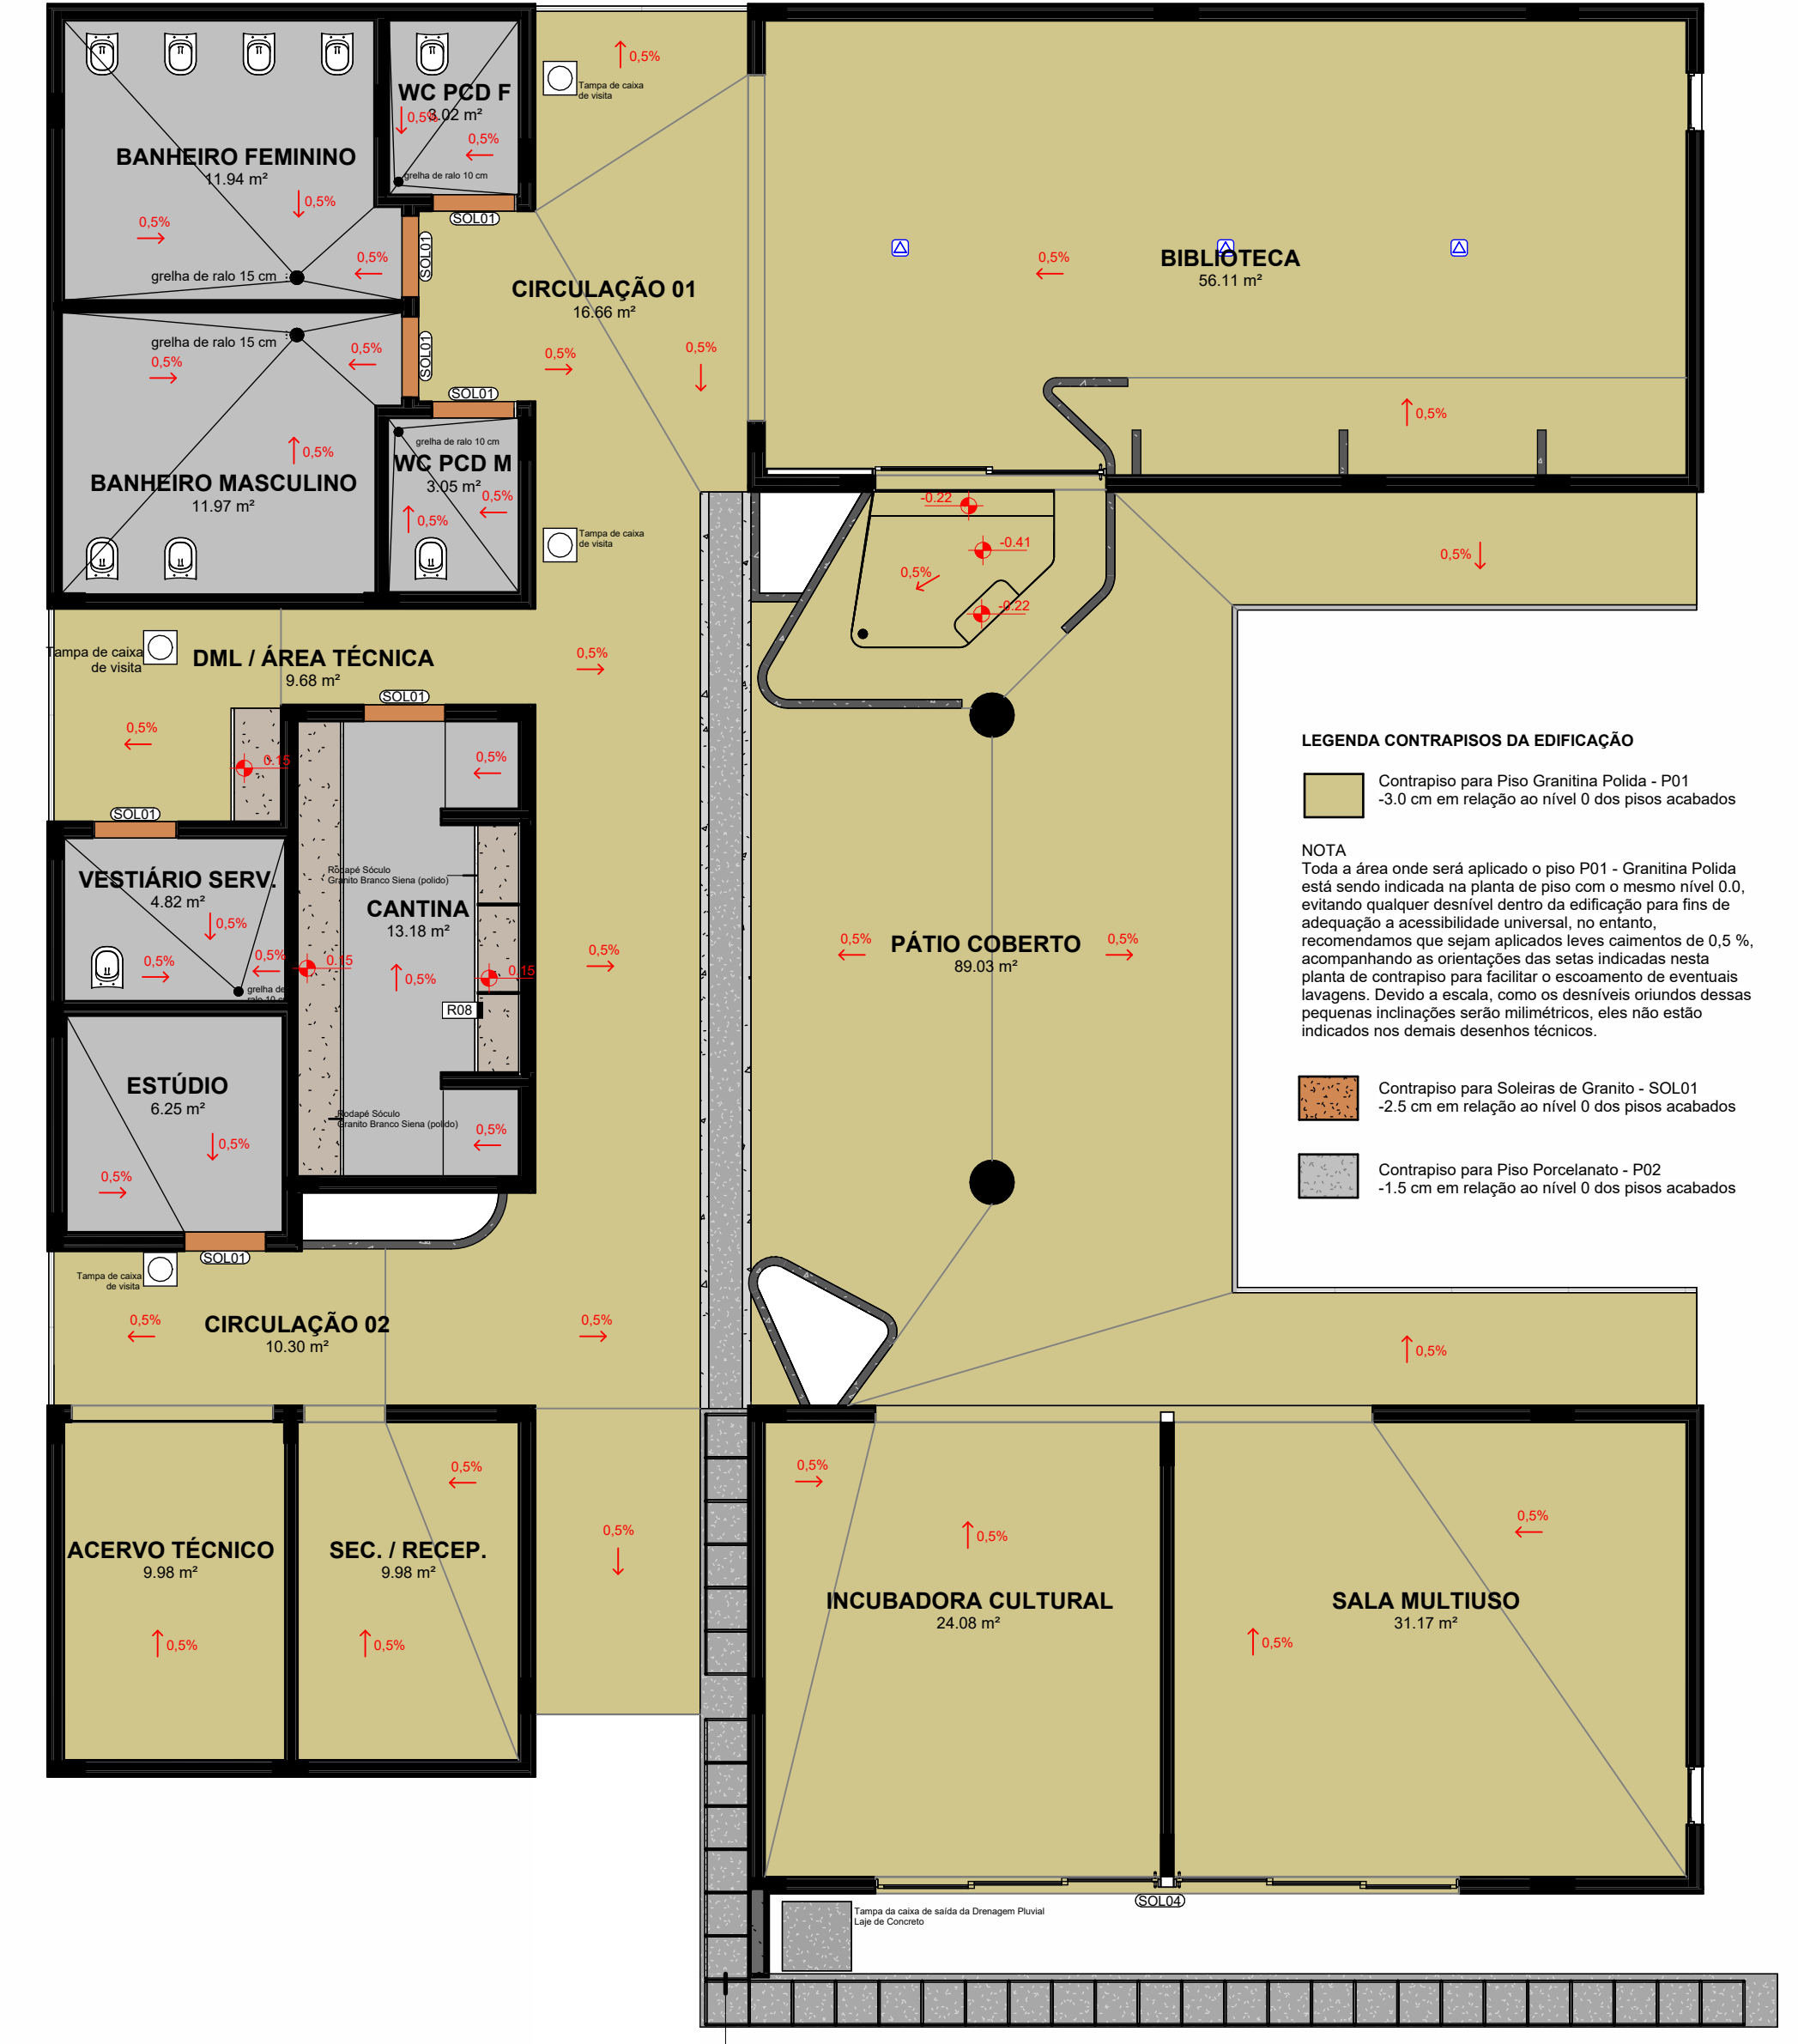 0,5%
Tampa de caixa
de visita
WC PCD F
3.02 m²
0,5%
0,5%
grelha de ralo 10 cm
SOL01
BANHEIRO FEMININO
11.94 m²
0,5%
0,5%
0,5%
grelha de ralo 15 cm
SOL01
CIRCULAÇÃO 01
16.66 m²
0,5%
0,5%
BIBLIOTECA
56.11 m²
0,5%
0,5%
grelha de ralo 15 cm
0,5%
0,5%
SOL01
SOL01
grelha de ralo 10 cm
WC PCD M
3.05 m²
0,5%
0,5%
0,5%
BANHEIRO MASCULINO
11.97 m²
Tampa de caixa
de visita
-0.22
-0.41
0,5%
-0.22
0,5%
Tampa de caixa
de visita
DML / ÁREA TÉCNICA
9.68 m²
0,5%
SOL01
0,5%
0.15
0,5%
SOL01
VESTIÁRIO SERV.
4.82 m²
0,5%
0,5%
0,5%
grelha de
ralo 10 c
Rodapé Sóculo
Granito Branco Siena (polido)
CANTINA
13.18 m²
0.15
0,5%
0.15
R08
0,5%
PÁTIO COBERTO
89.03 m²
0,5%
0,5%
ESTÚDIO
6.25 m²
0,5%
0,5%
Rodapé Sóculo
Granito Branco Siena (polido)
0,5%
SOL01
Tampa de caixa
de visita
CIRCULAÇÃO 02
10.30 m²
0,5%
0,5%
0,5%
LEGENDA CONTRAPISOS DA EDIFICAÇÃO
Contrapiso para Piso Granitina Polida - P01
-3.0 cm em relação ao nível 0 dos pisos acabados
NOTA
Toda a área onde será aplicado o piso P01 - Granitina Polida
está sendo indicada na planta de piso com o mesmo nível 0.0,
evitando qualquer desnível dentro da edificação para fins de
adequação a acessibilidade universal, no entanto,
recomendamos que sejam aplicados leves caimentos de 0,5 %,
acompanhando as orientações das setas indicadas nesta
planta de contrapiso para facilitar o escoamento de eventuais
lavagens. Devido a escala, como os desníveis oriundos dessas
pequenas inclinações serão milimétricos, eles não estão
indicados nos demais desenhos técnicos.
Contrapiso para Soleiras de Granito - SOL01
-2.5 cm em relação ao nível 0 dos pisos acabados
Contrapiso para Piso Porcelanato - P02
-1.5 cm em relação ao nível 0 dos pisos acabados
ACERVO TÉCNICO
9.98 m²
0,5%
SEC. / RECEP.
9.98 m²
0,5%
0,5%
0,5%
0,5%
0,5%
INCUBADORA CULTURAL
24.08 m²
0,5%
SALA MULTIUSO
31.17 m²
0,5%
SOL04
Tampa da caixa de saída da Drenagem Pluvial
Laje de Concreto